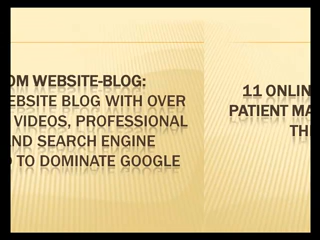 OM WEBSITE-BLOG:
EBSITE BLOG WITH OVER
VIDEOS, PROFESSIONAL
AND SEARCH ENGINE
TO DOMINATE GOOGLE
11 ONLIN
PATIENT MA
TH